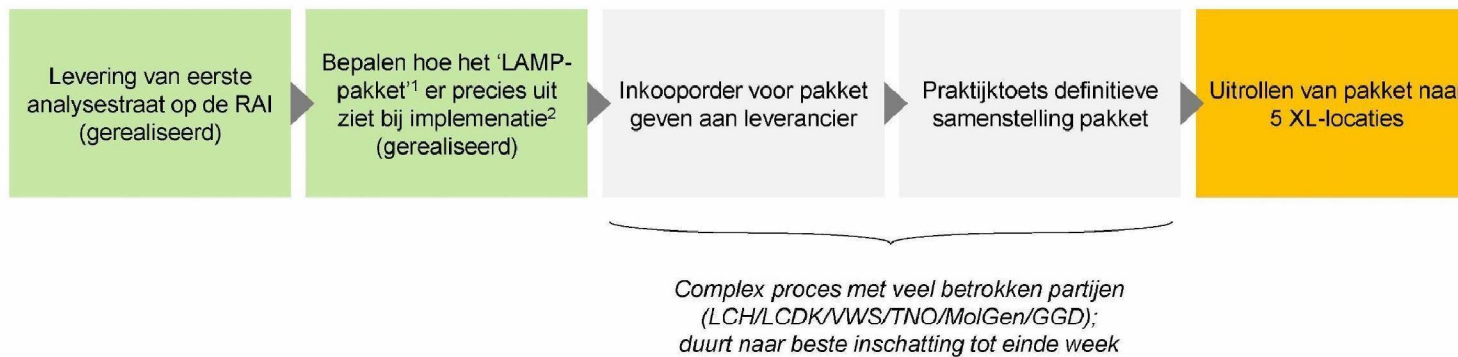 Levering van eerste
analysestraat op de RAI
(gerealiseerd)
Bepalen hoe het ‘LAMP-
pakket’¹ er precies uit
ziet bij implemenatie²
(gerealiseerd)
Inkooporder voor pakket
geven aan leverancier
Praktijktoets definitieve
samenstelling pakket
Uitrollen van pakket naa
5 XL-locaties
Complex proces met veel betrokken partijen
(LCH/LCDK/VWS/TNO/MolGen/GGD);
duurt naar beste inschatting tot einde week